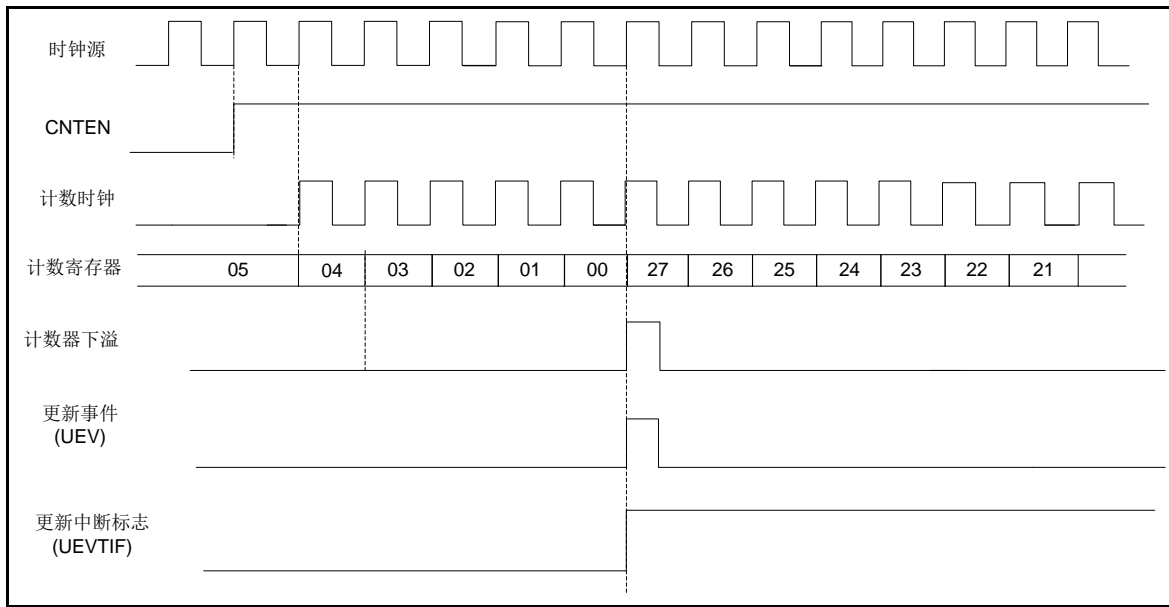 时钟源
CNTEN
计数时钟
计数寄存器 05 04 03 02 01 00 27 26 25 24 23 22 21
计数器下溢
更新事件
(UEV)
更新中断标志
(UEVTIF)